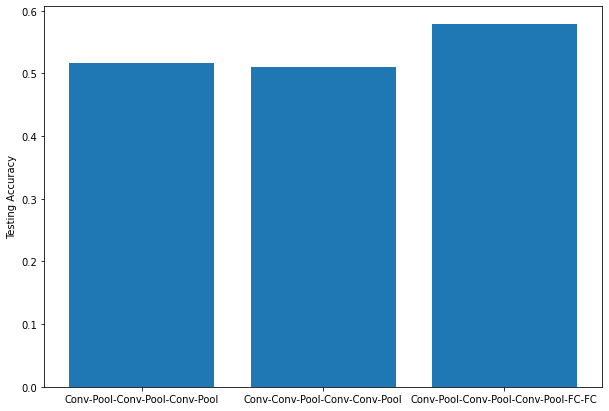 0.6
0.5
0.4
0.3
0.2
0.1
0.0
Testing Accuracy
Conv-Pool-Conv-Pool-Conv-Pool
Conv-Conv-Pool-Conv-Conv-Pool
Conv-Pool-Conv-Pool-Conv-Pool-FC-FC